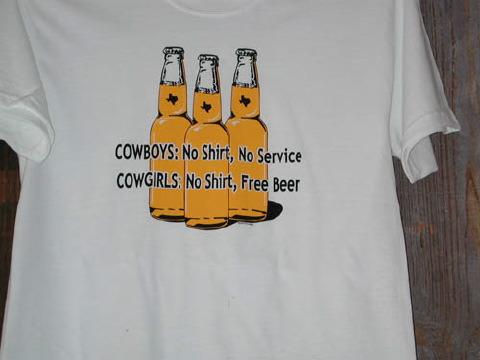 COWBOYS: No Shirt, No Service
COWGIRLS: No Shirt, Free Beer